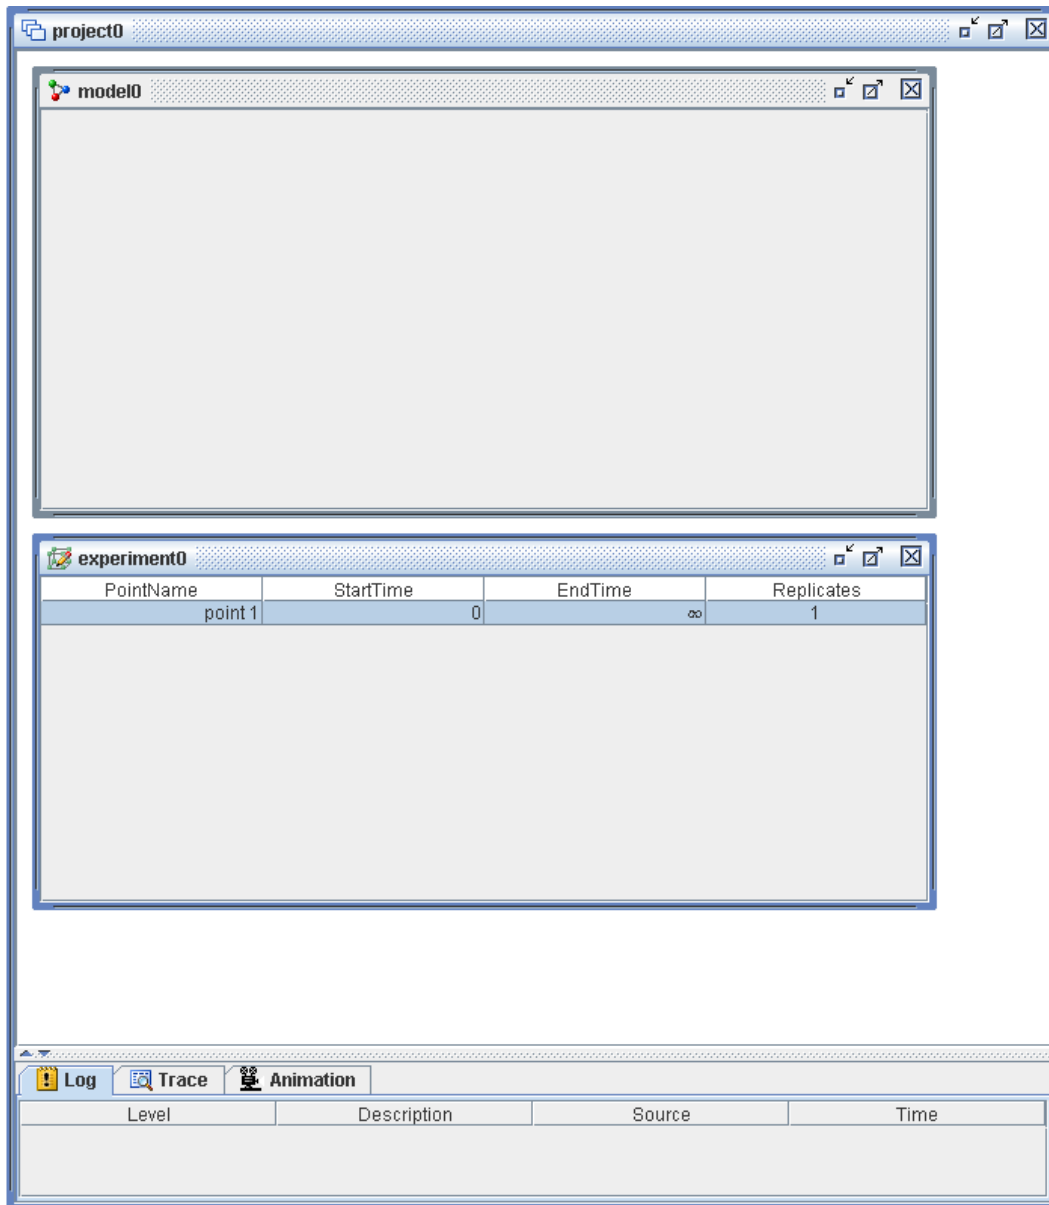 project0
model0
experiment0
PointName StartTime EndTime Replicates
point 1 0 ∞ 1
Log Trace Animation
Level Description Source Time